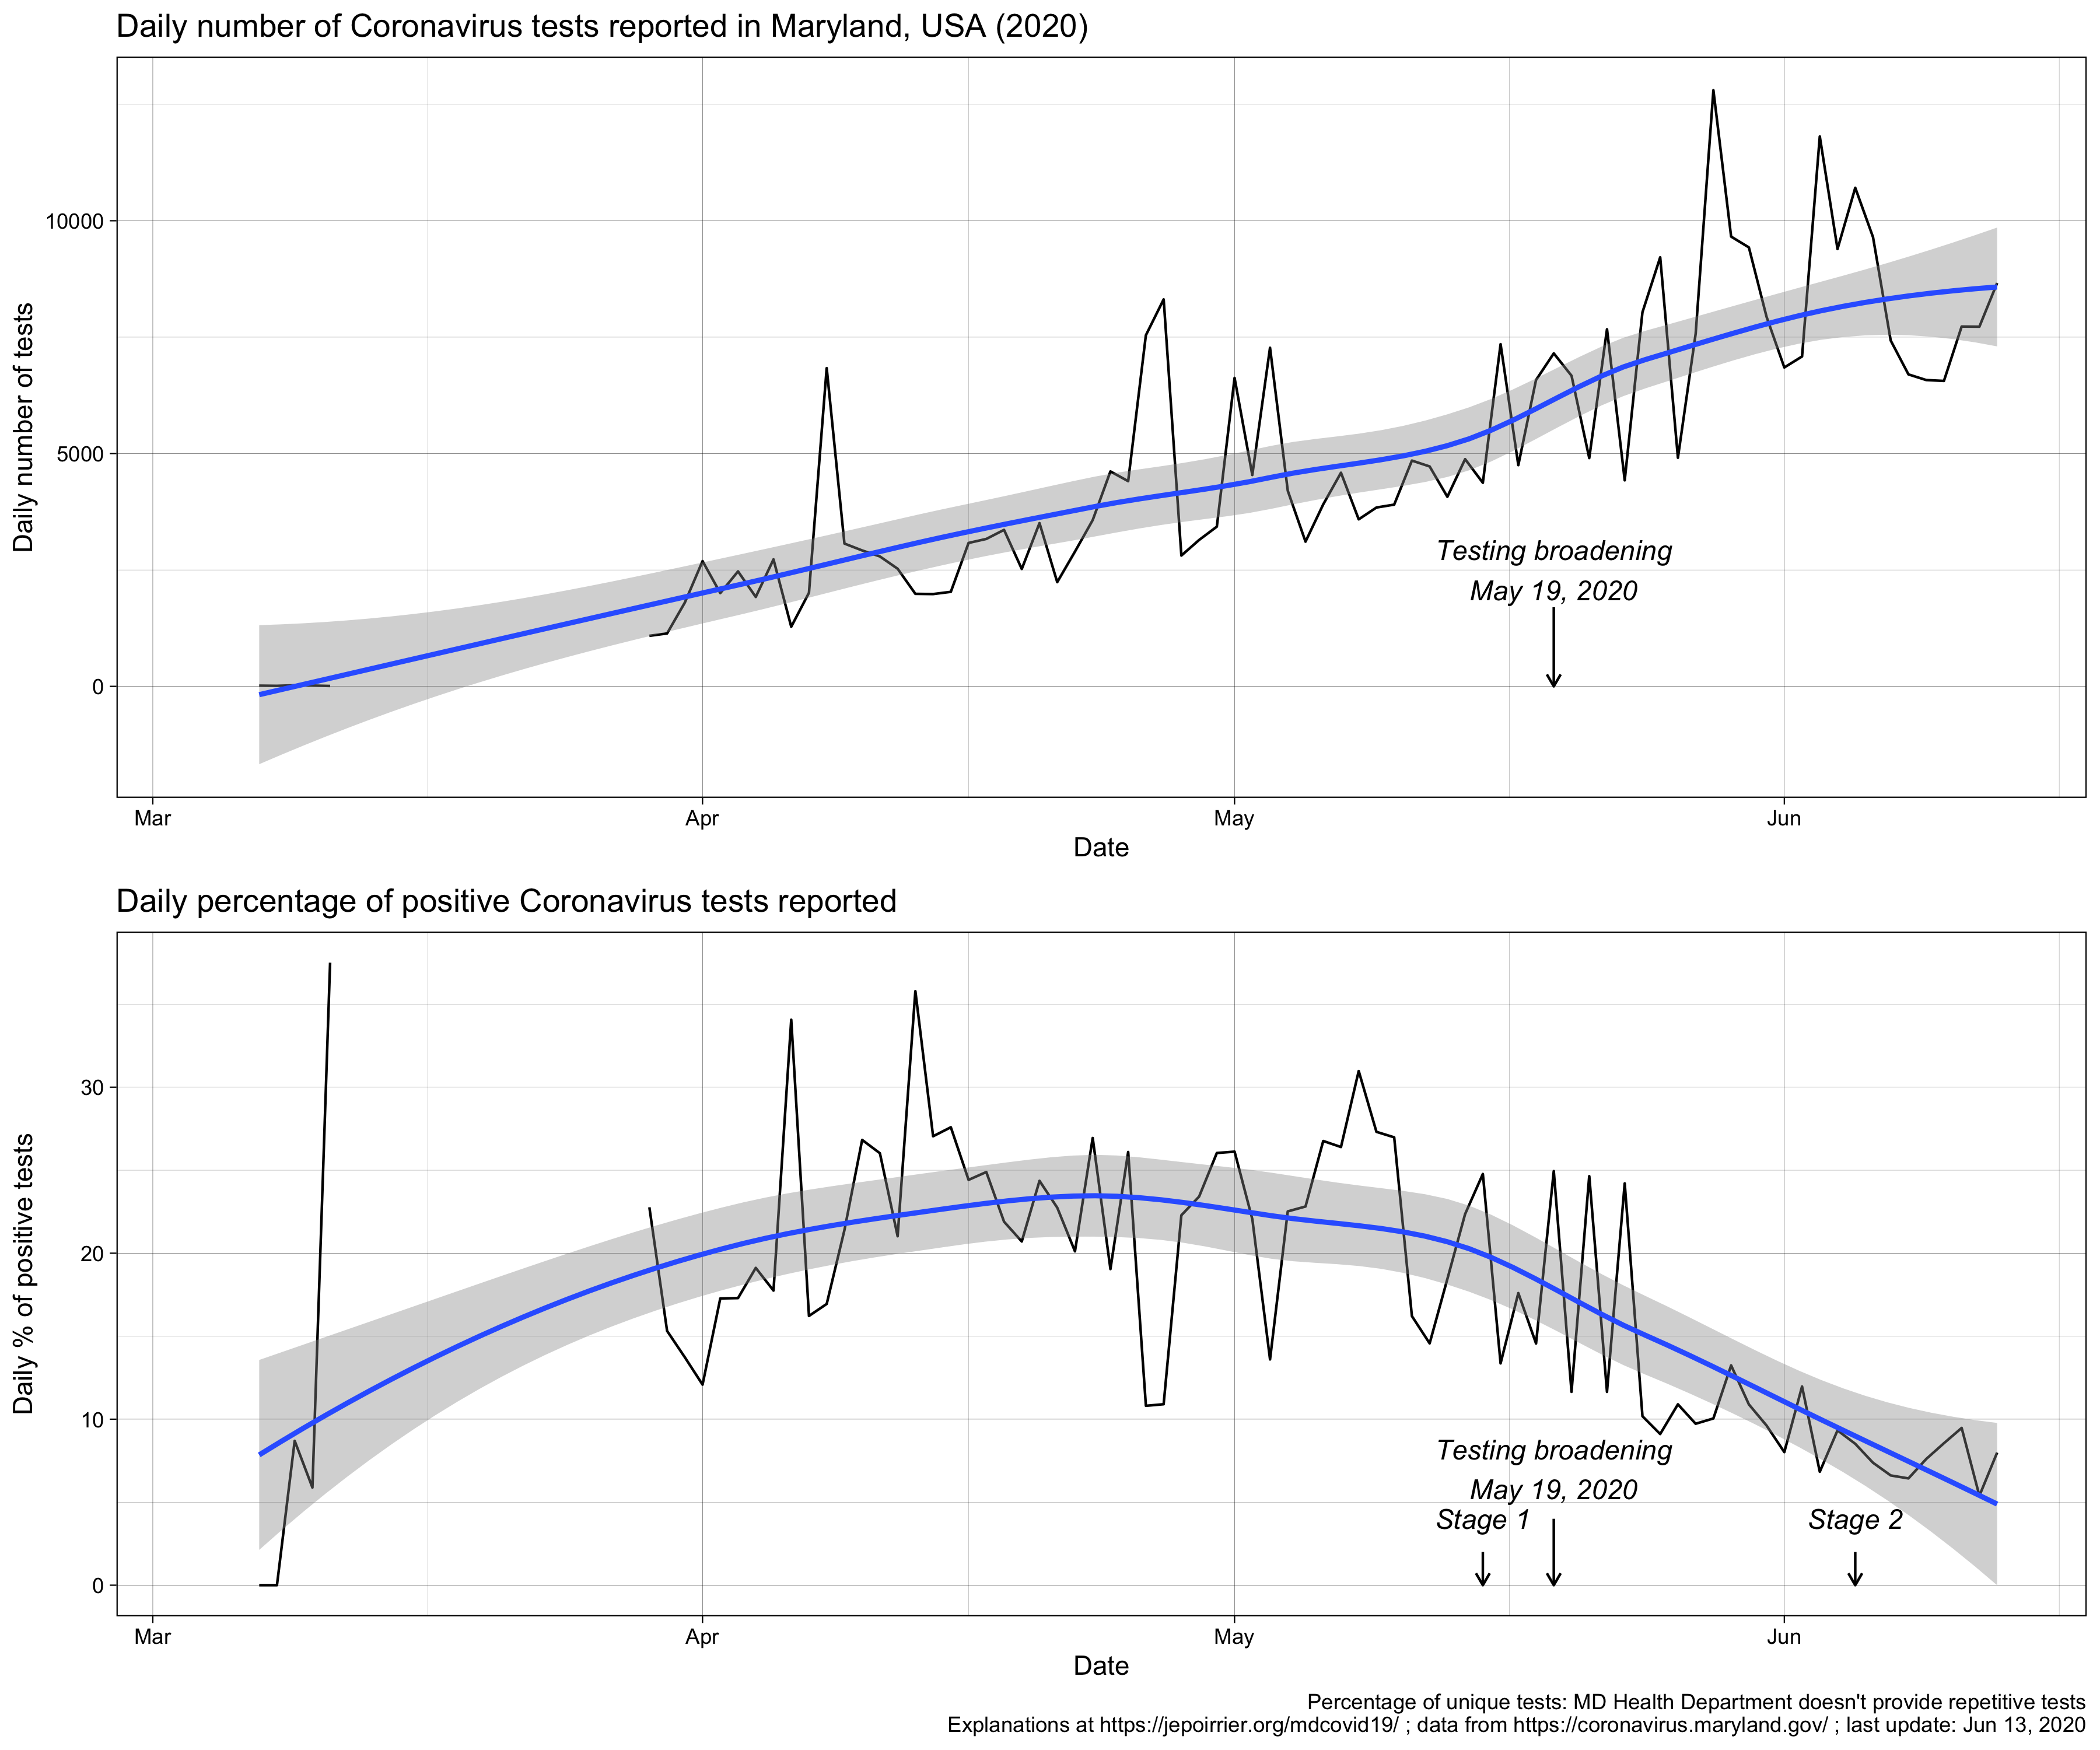 Daily number of Coronavirus tests reported in Maryland, USA (2020)
Daily number of tests
10000
5000
0
Testing broadening
May 19, 2020
Mar
Apr
May
Jun
Date
Daily percentage of positive Coronavirus tests reported
Daily % of positive tests
30
20
10
0
Testing broadening
May 19, 2020
Stage 1
Stage 2
Mar
Apr
May
Jun
Date
Percentage of unique tests: MD Health Department doesn't provide repetitive tests
Explanations at https://jepoirrier.org/mdcovid19/ ; data from https://coronavirus.maryland.gov/ ; last update: Jun 13, 2020